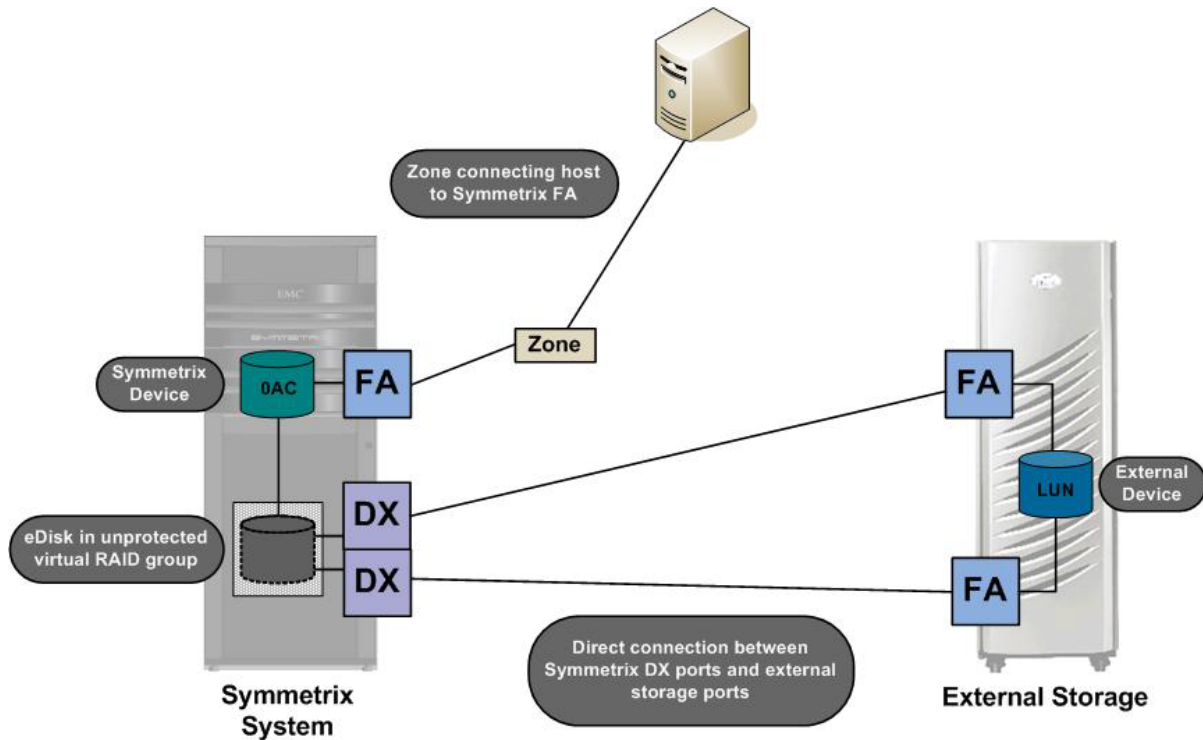 Zone connecting host
to Symmetrix FA
EMC
Zone
Symmetrix
Device
0AC
FA
FA
External
Device
LUN
eDisk in unprotected
virtual RAID group
DX
DX
FA
Direct connection between
Symmetrix DX ports and external
storage ports
Symmetrix
System
External Storage